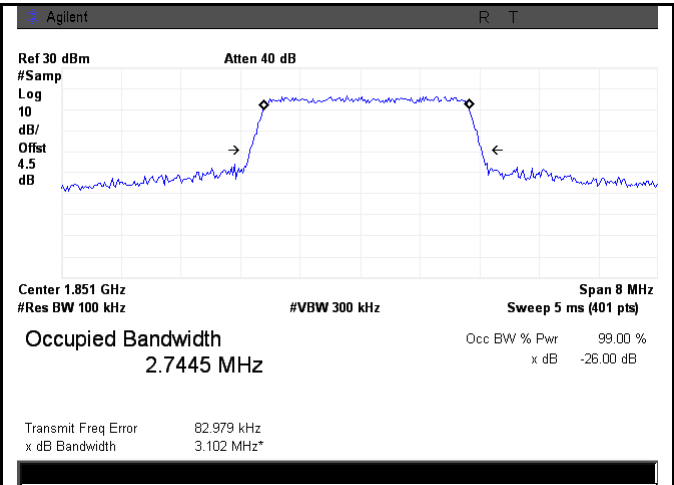 Agilent R T
Ref 30 dBm Atten 40 dB
#Samp
Log
10
dB/
Offst
4.5
dB
Center 1.851 GHz Span 8 MHz
#Res BW 100 kHz #VBW 300 kHz Sweep 5 ms (401 pts)
Occupied Bandwidth Occ BW % Pwr 99.00 %
2.7445 MHz x dB -26.00 dB
Transmit Freq Error 82.979 kHz
x dB Bandwidth 3.102 MHz*